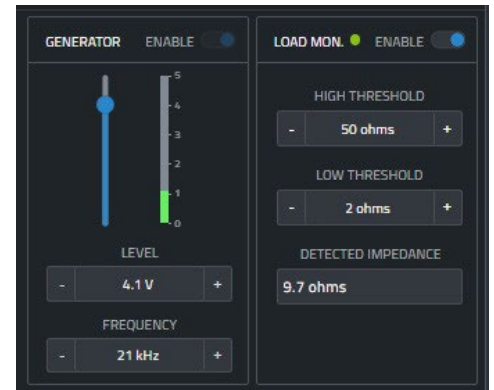 GENERATOR ENABLE
5
4
3
2
1
0
LEVEL
- 4.1 V +
FREQUENCY
- 21 kHz +
LOAD MON. ENABLE
HIGH THRESHOLD
- 50 ohms +
LOW THRESHOLD
- 2 ohms +
DETECTED IMPEDANCE
9.7 ohms